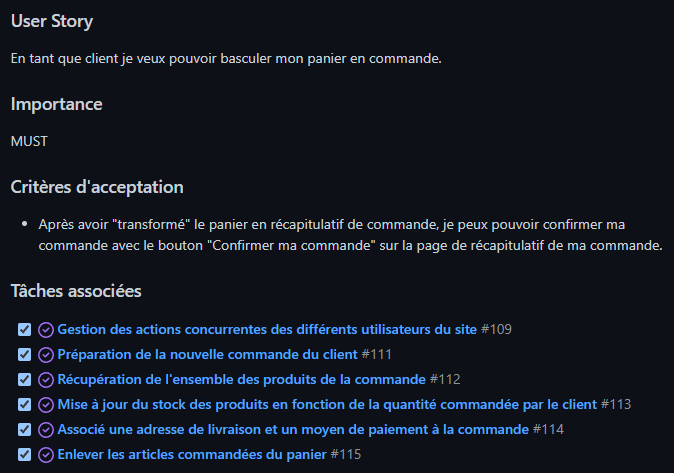 User Story
En tant que client je veux pouvoir basculer mon panier en commande.
Importance
MUST
Critères d'acceptation
Après avoir "transformé" le panier en récapitulatif de commande, je peux pouvoir confirmer ma
commande avec le bouton "Confirmer ma commande" sur la page de récapitulatif de ma commande.
Tâches associées
Gestion des actions concurrentes des différents utilisateurs du site #109
Préparation de la nouvelle commande du client #111
Récupération de l'ensemble des produits de la commande #112
Mise à jour du stock des produits en fonction de la quantité commandée par le client #113
Associé une adresse de livraison et un moyen de paiement à la commande #114
Enlever les articles commandées du panier #115